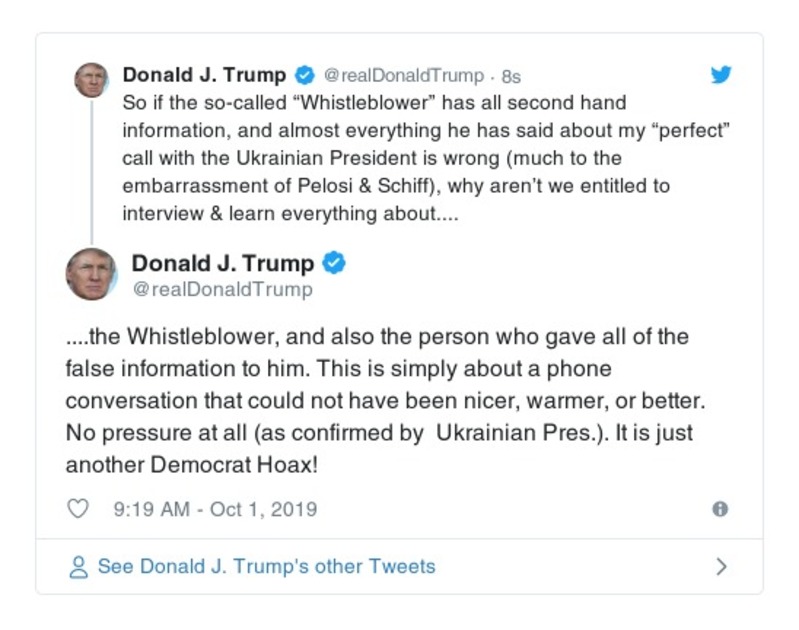 Donald J. Trump @realDonaldTrump · 8s
So if the so-called “Whistleblower” has all second hand
information, and almost everything he has said about my “perfect”
call with the Ukrainian President is wrong (much to the
embarrassment of Pelosi & Schiff), why aren’t we entitled to
interview & learn everything about....
Donald J. Trump
@realDonaldTrump
....the Whistleblower, and also the person who gave all of the
false information to him. This is simply about a phone
conversation that could not have been nicer, warmer, or better.
No pressure at all (as confirmed by  Ukrainian Pres.). It is just
another Democrat Hoax!
9:19 AM - Oct 1, 2019
See Donald J. Trump's other Tweets